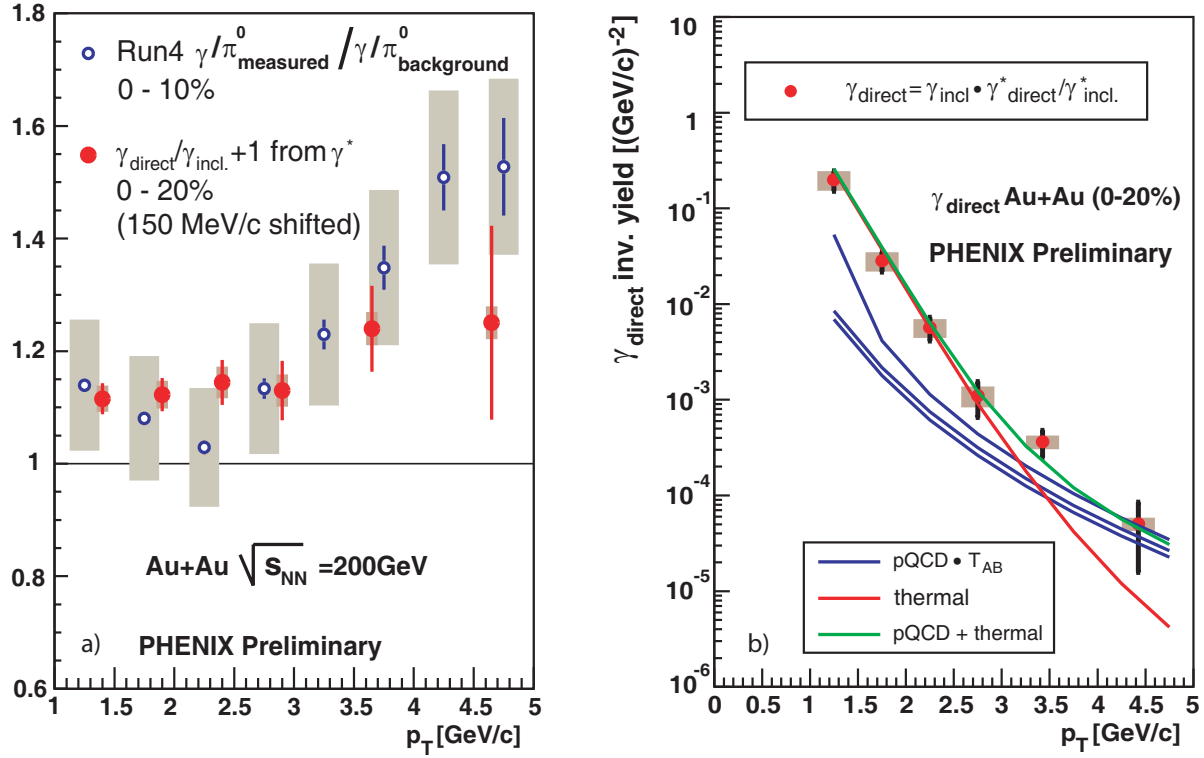 1.8
1.6
1.4
1.2
1
0.8
0.6
1 1.5 2 2.5 3 3.5 4 4.5 5
p_T [GeV/c]
Run4 γ/π⁰measured / γ/π⁰background
0 - 10%
γdirect/γincl.+1 from γ*
0 - 20%
(150 MeV/c shifted)
Au+Au √s_NN =200GeV
a) PHENIX Preliminary
γdirect inv. yield [(GeV/c)⁻²]
10
1
10⁻¹
10⁻²
10⁻³
10⁻⁴
10⁻⁵
10⁻⁶
0 0.5 1 1.5 2 2.5 3 3.5 4 4.5 5
p_T [GeV/c]
γdirect = γincl • γ*direct/γ*incl.
γdirect Au+Au (0-20%)
PHENIX Preliminary
pQCD • T_AB
thermal
pQCD + thermal
b)